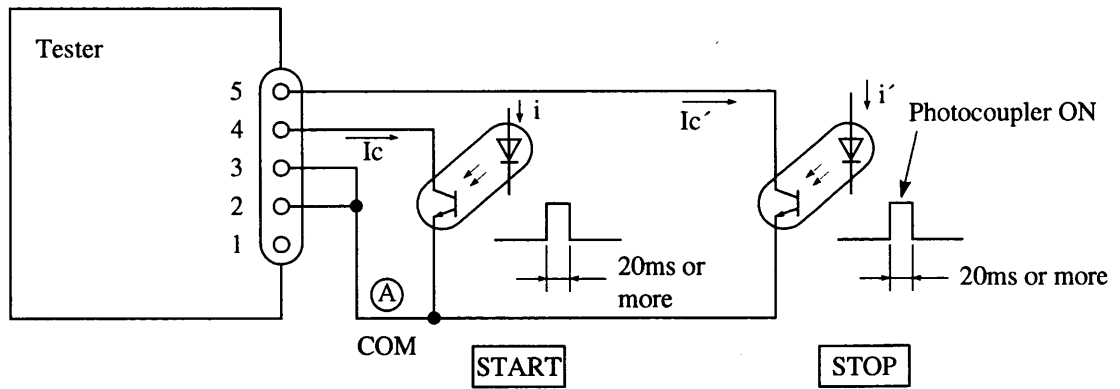 Tester
5
4
3
2
1
Ic
i
Ic´
i´
Photocoupler ON
20ms or
more
20ms or more
A
COM
START
STOP